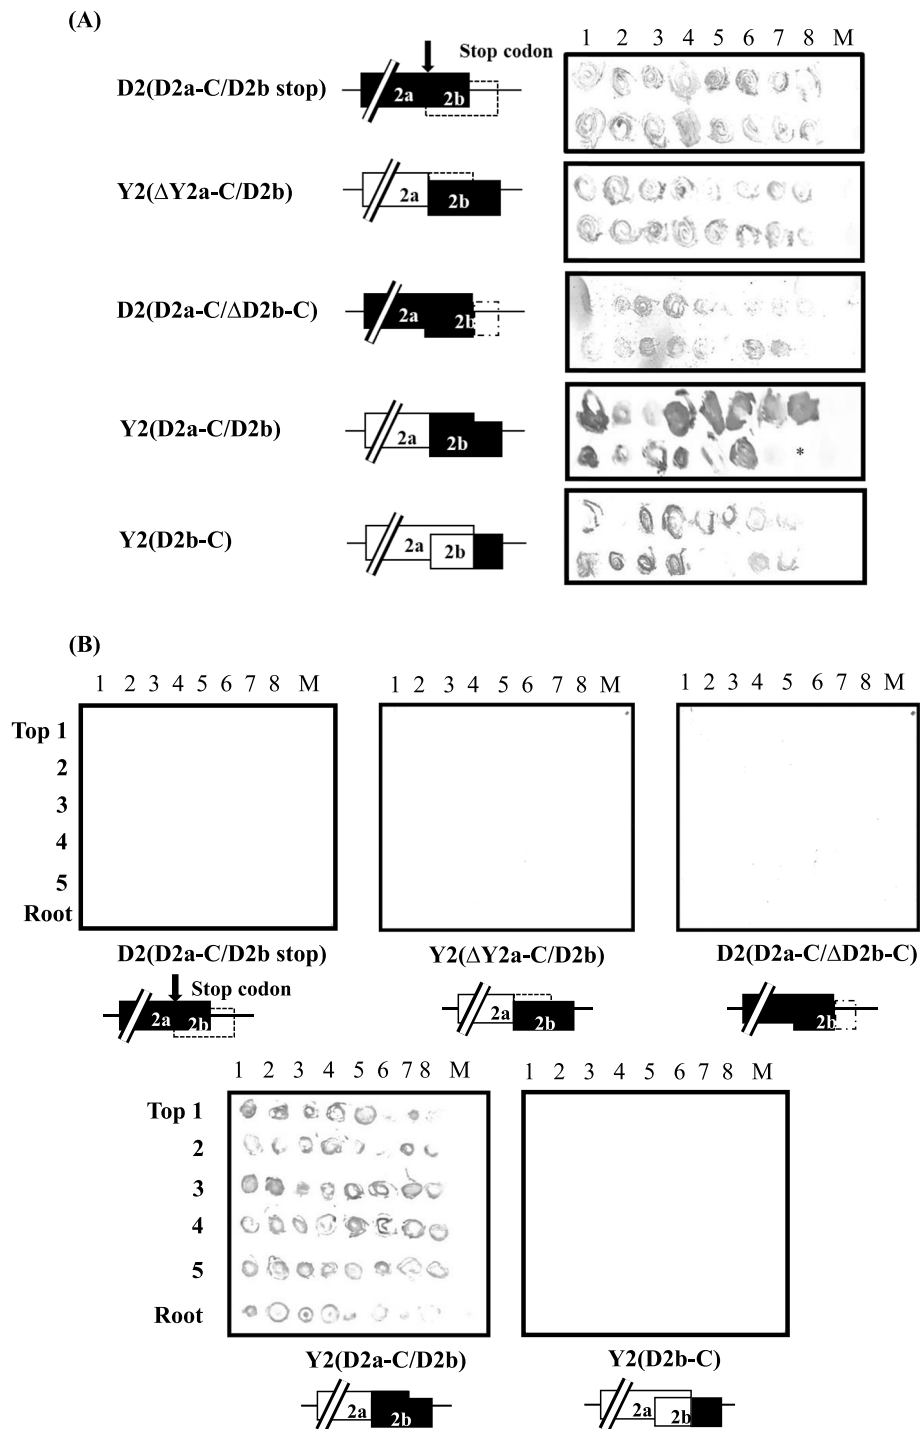 (A)
1 2 3 4 5 6 7 8 M
Stop codon
D2(D2a-C/D2b stop)
2a 2b
Y2(ΔY2a-C/D2b)
2a 2b
D2(D2a-C/ΔD2b-C)
2a 2b
Y2(D2a-C/D2b)
2a 2b
*
Y2(D2b-C)
2a 2b
(B)
1 2 3 4 5 6 7 8 M
1 2 3 4 5 6 7 8 M
1 2 3 4 5 6 7 8 M
Top 1
2
3
4
5
Root
D2(D2a-C/D2b stop)
Y2(ΔY2a-C/D2b)
D2(D2a-C/ΔD2b-C)
Stop codon
2a 2b
2a 2b
2b
1 2 3 4 5 6 7 8 M
1 2 3 4 5 6 7 8 M
Top 1
2
3
4
5
Root
Y2(D2a-C/D2b)
Y2(D2b-C)
2a 2b
2a 2b